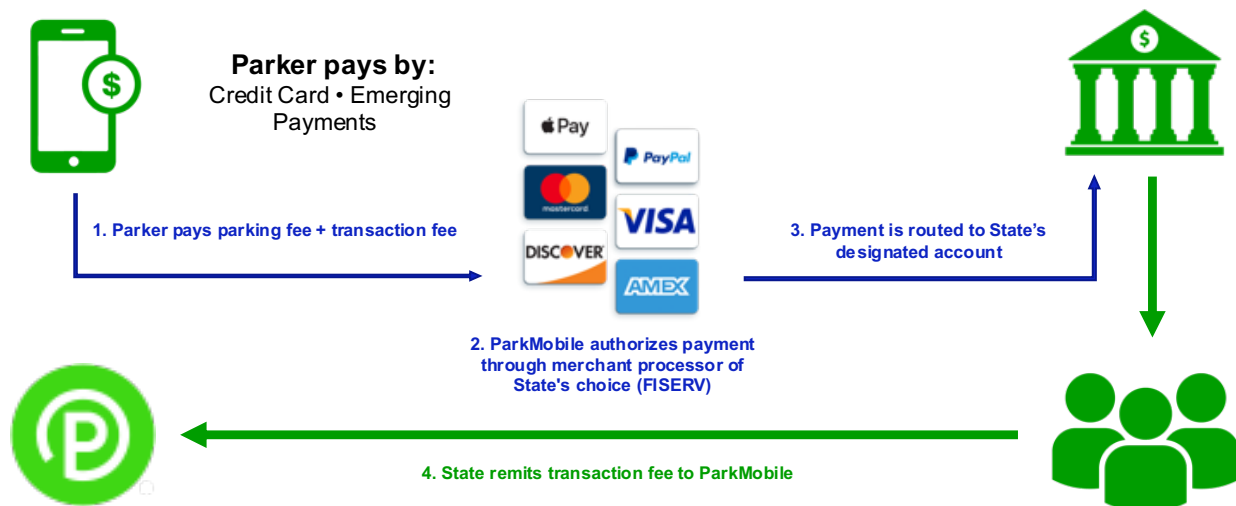 Parker pays by:
Credit Card • Emerging
Payments
$
$
Pay
PayPal
mastercard
VISA
DISCOVER
AMEX
1. Parker pays parking fee + transaction fee
3. Payment is routed to State's
designated account
2. ParkMobile authorizes payment
through merchant processor of
State's choice (FISERV)
P
4. State remits transaction fee to ParkMobile